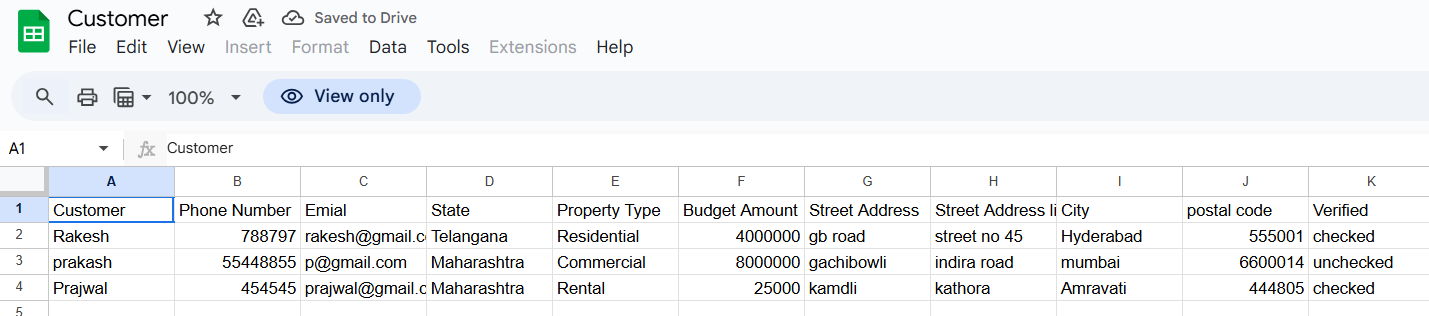 Customer Saved to Drive
File Edit View Insert Format Data Tools Extensions Help
100% View only
A1 fx Customer
A B C D E F G H I J K
1 Customer Phone Number Emial State Property Type Budget Amount Street Address Street Address li City postal code Verified
2 Rakesh 788797 rakesh@gmail.c Telangana Residential 4000000 gb road street no 45 Hyderabad 555001 checked
3 prakash 55448855 p@gmail.com Maharashtra Commercial 8000000 gachibowli indira road mumbai 6600014 unchecked
4 Prajwal 454545 prajwal@gmail.c Maharashtra Rental 25000 kamdli kathora Amravati 444805 checked
5